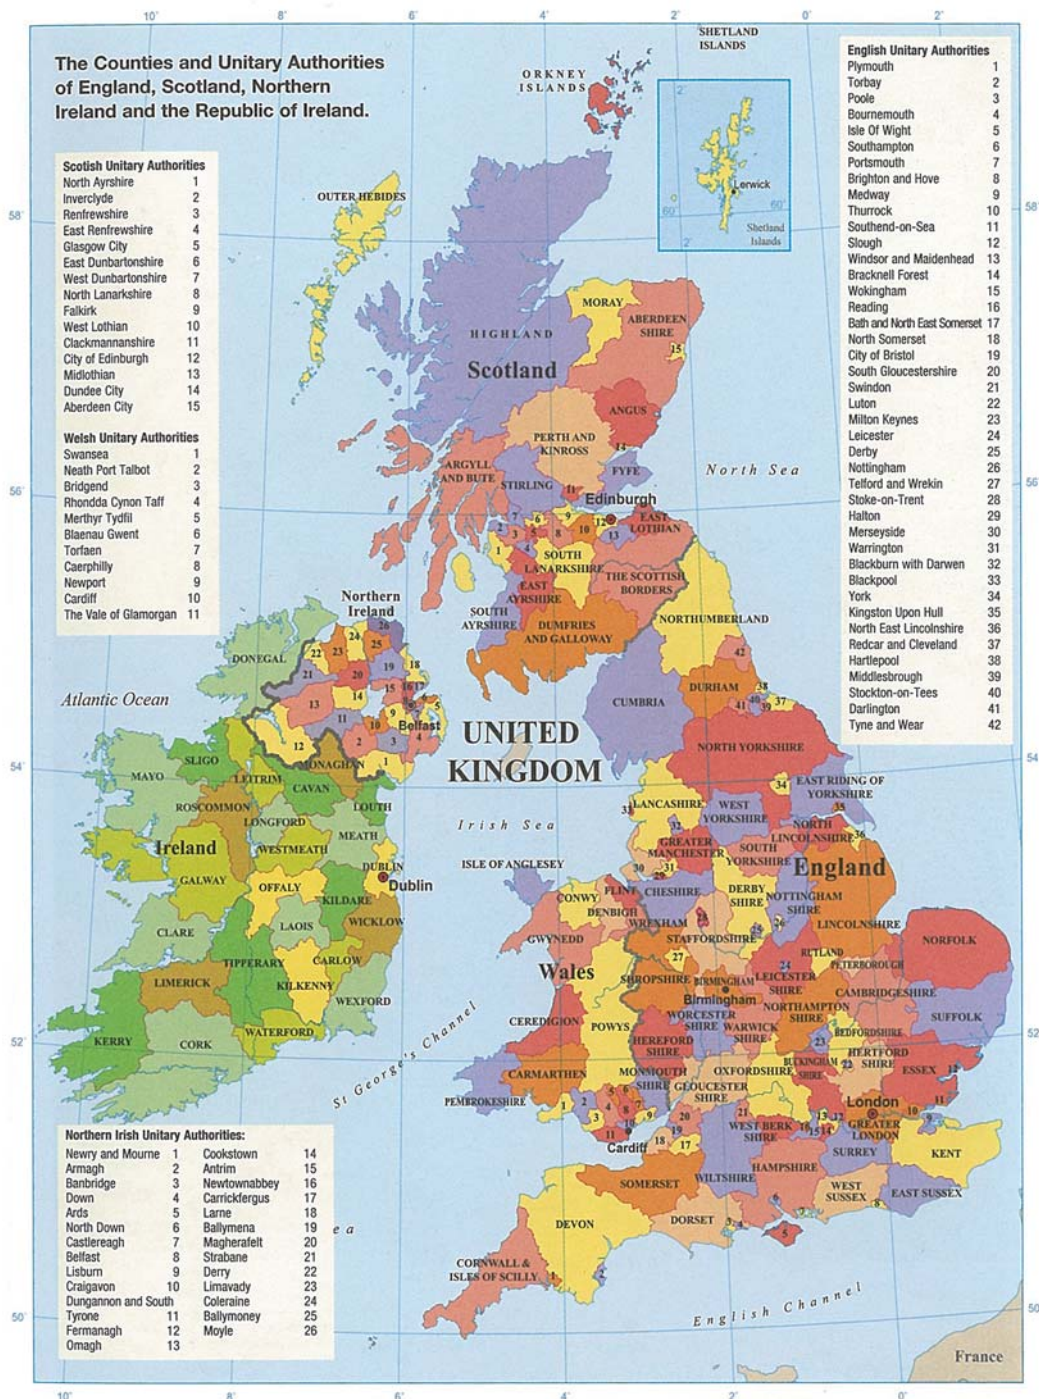 The Counties and Unitary Authorities
of England, Scotland, Northern
Ireland and the Republic of Ireland.
Scotish Unitary Authorities
North Ayrshire 1
Inverclyde 2
Renfrewshire 3
East Renfrewshire 4
Glasgow City 5
East Dunbartonshire 6
West Dunbartonshire 7
North Lanarkshire 8
Falkirk 9
West Lothian 10
Clackmannanshire 11
City of Edinburgh 12
Midlothian 13
Dundee City 14
Aberdeen City 15
Welsh Unitary Authorities
Swansea 1
Neath Port Talbot 2
Bridgend 3
Rhondda Cynon Taff 4
Merthyr Tydfil 5
Blaenau Gwent 6
Torfaen 7
Caerphilly 8
Newport 9
Cardiff 10
The Vale of Glamorgan 11
English Unitary Authorities
Plymouth 1
Torbay 2
Poole 3
Bournemouth 4
Isle Of Wight 5
Southampton 6
Portsmouth 7
Brighton and Hove 8
Medway 9
Thurrock 10
Southend-on-Sea 11
Slough 12
Windsor and Maidenhead 13
Bracknell Forest 14
Wokingham 15
Reading 16
Bath and North East Somerset 17
North Somerset 18
City of Bristol 19
South Gloucestershire 20
Swindon 21
Luton 22
Milton Keynes 23
Leicester 24
Derby 25
Nottingham 26
Telford and Wrekin 27
Stoke-on-Trent 28
Halton 29
Merseyside 30
Warrington 31
Blackburn with Darwen 32
Blackpool 33
York 34
Kingston Upon Hull 35
North East Lincolnshire 36
Redcar and Cleveland 37
Hartlepool 38
Middlesbrough 39
Stockton-on-Tees 40
Darlington 41
Tyne and Wear 42
SHETLAND
ISLANDS
ORKNEY
ISLANDS
Lerwick
Shetland
Islands
OUTER HEBIDES
HIGHLAND
Scotland
MORAY
ABERDEEN
SHIRE
15
ANGUS
PERTH AND
KINROSS
14
FYFE
ARGYLL
AND BUTE
STIRLING
11
Edinburgh
EAST
LOTHIAN
SOUTH
LANARKSHIRE
THE SCOTTISH
BORDERS
EAST
AYRSHIRE
SOUTH
AYRSHIRE
DUMFRIES
AND GALLOWAY
North Sea
Northern
Ireland
Belfast
DONEGAL
Atlantic Ocean
UNITED
KINGDOM
NORTHUMBERLAND
CUMBRIA
DURHAM
NORTH YORKSHIRE
EAST RIDING OF
YORKSHIRE
LANCASHIRE
WEST
YORKSHIRE
GREATER
MANCHESTER
SOUTH
YORKSHIRE
NORTH
LINCOLNSHIRE
England
Irish Sea
ISLE OF ANGLESEY
MAYO
SLIGO
LEITRIM
MONAGHAN
CAVAN
LOUTH
ROSCOMMON
LONGFORD
MEATH
Ireland
WESTMEATH
GALWAY
DUBLIN
Dublin
OFFALY
KILDARE
WICKLOW
CLARE
LAOIS
TIPPERARY
CARLOW
LIMERICK
KILKENNY
WEXFORD
WATERFORD
KERRY
CORK
CONWY
FLINT
DENBIGH
WREXHAM
CHESHIRE
DERBY
SHIRE
NOTTINGHAM
SHIRE
LINCOLNSHIRE
GWYNEDD
Wales
STAFFORDSHIRE
SHROPSHIRE
BIRMINGHAM
Birmingham
LEICESTER
SHIRE
RUTLAND
PETERBOROUGH
NORFOLK
CAMBRIDGESHIRE
SUFFOLK
NORTHAMPTON
SHIRE
CEREDIGION
POWYS
WORCESTER
SHIRE
WARWICK
SHIRE
HEREFORD
SHIRE
BEDFORDSHIRE
HERTFORD
SHIRE
ESSEX
BUCKINGHAM
SHIRE
OXFORDSHIRE
CARMARTHEN
PEMBROKESHIRE
MONMOUTH
SHIRE
GLOUCESTER
SHIRE
London
GREATER
LONDON
Cardiff
WEST BERK
SHIRE
SURREY
KENT
WILTSHIRE
HAMPSHIRE
WEST
SUSSEX
EAST SUSSEX
SOMERSET
DORSET
DEVON
CORNWALL &
ISLES OF SCILLY
St George's Channel
English Channel
France
Northern Irish Unitary Authorities:
Newry and Mourne 1
Armagh 2
Banbridge 3
Down 4
Ards 5
North Down 6
Castlereagh 7
Belfast 8
Lisburn 9
Craigavon 10
Dungannon and South
Tyrone 11
Fermanagh 12
Omagh 13
Cookstown 14
Antrim 15
Newtownabbey 16
Carrickfergus 17
Larne 18
Ballymena 19
Magherafelt 20
Strabane 21
Derry 22
Limavady 23
Coleraine 24
Ballymoney 25
Moyle 26
ea